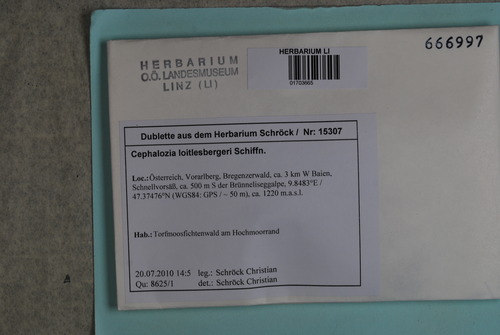 666997
HERBARIUM
O.Ö. LANDESMUSEUM
LINZ (LI)
HERBARIUM LI
01703665
Dublette aus dem Herbarium Schröck / Nr: 15307
Cephalozia loitlesbergeri Schiffn.
Loc.:Österreich, Vorarlberg, Bregenzerwald, ca. 3 km W Baien,
Schnellvorsäß, ca. 500 m S der Brünneliseggalpe, 9.8483°E /
47.37476°N (WGS84: GPS / ~ 50 m), ca. 1220 m.a.s.l.
Hab.: Torfmoosfichtenwald am Hochmoorrand
20.07.2010 14:5 leg.: Schröck Christian
Qu: 8625/1 det.: Schröck Christian